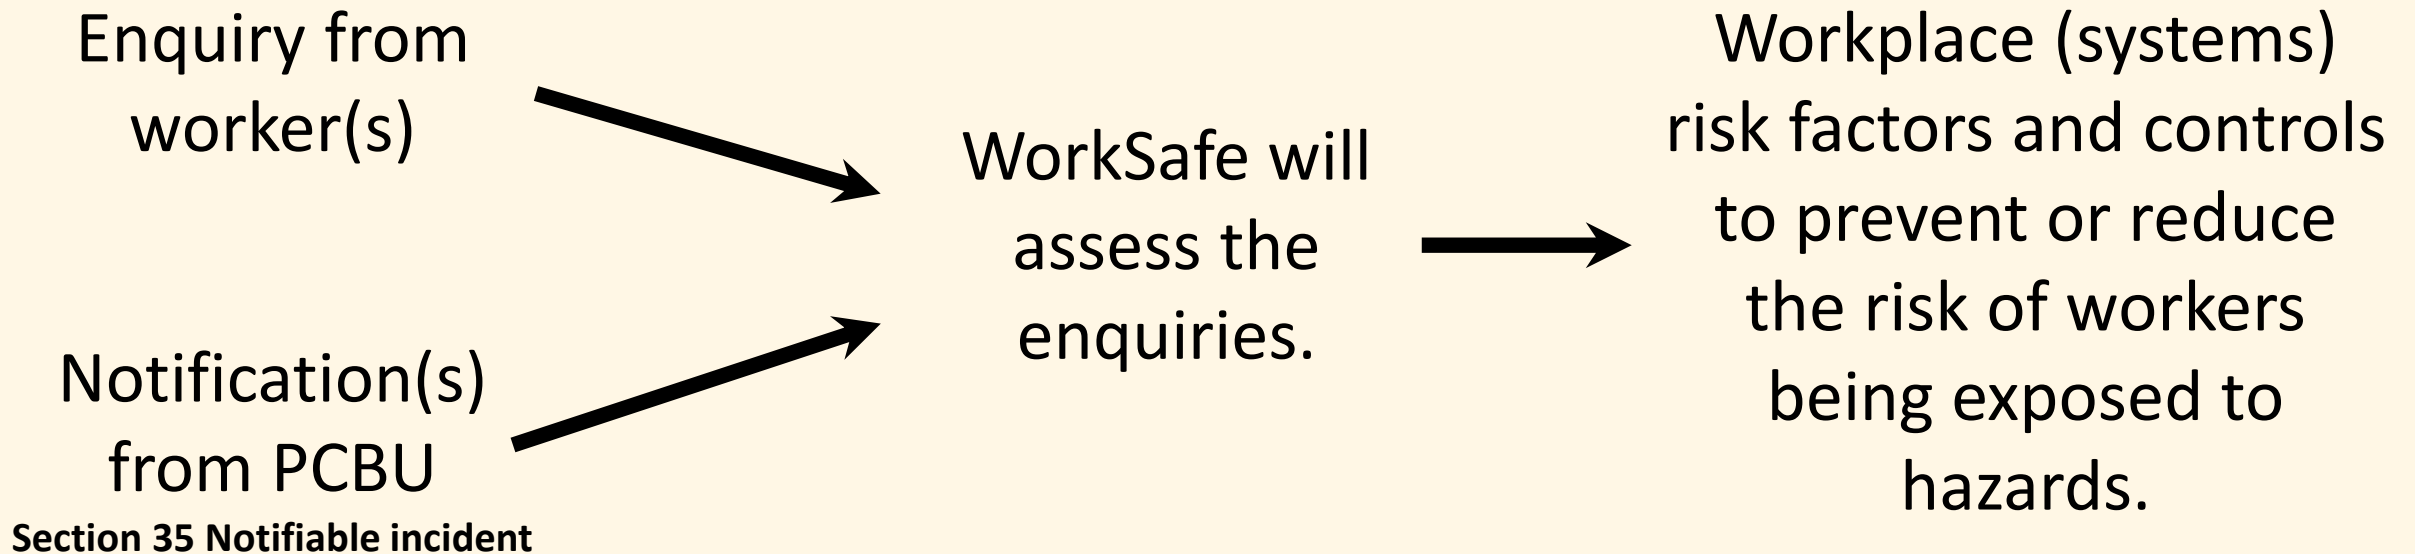 Enquiry from
worker(s)
Notification(s)
from PCBU
Section 35 Notifiable incident
WorkSafe will
assess the
enquiries.
Workplace (systems)
risk factors and controls
to prevent or reduce
the risk of workers
being exposed to
hazards.